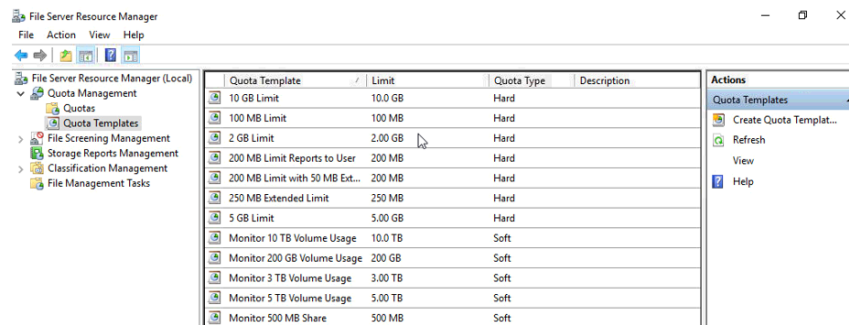 File Server Resource Manager
File Action View Help
File Server Resource Manager (Local)
Quota Management
Quotas
Quota Templates
File Screening Management
Storage Reports Management
Classification Management
File Management Tasks
Quota Template Limit Quota Type Description
10 GB Limit 10.0 GB Hard
100 MB Limit 100 MB Hard
2 GB Limit 2.00 GB Hard
200 MB Limit Reports to User 200 MB Hard
200 MB Limit with 50 MB Ext... 200 MB Hard
250 MB Extended Limit 250 MB Hard
5 GB Limit 5.00 GB Hard
Monitor 10 TB Volume Usage 10.0 TB Soft
Monitor 200 GB Volume Usage 200 GB Soft
Monitor 3 TB Volume Usage 3.00 TB Soft
Monitor 5 TB Volume Usage 5.00 TB Soft
Monitor 500 MB Share 500 MB Soft
Actions
Quota Templates
Create Quota Templat...
Refresh
View
Help